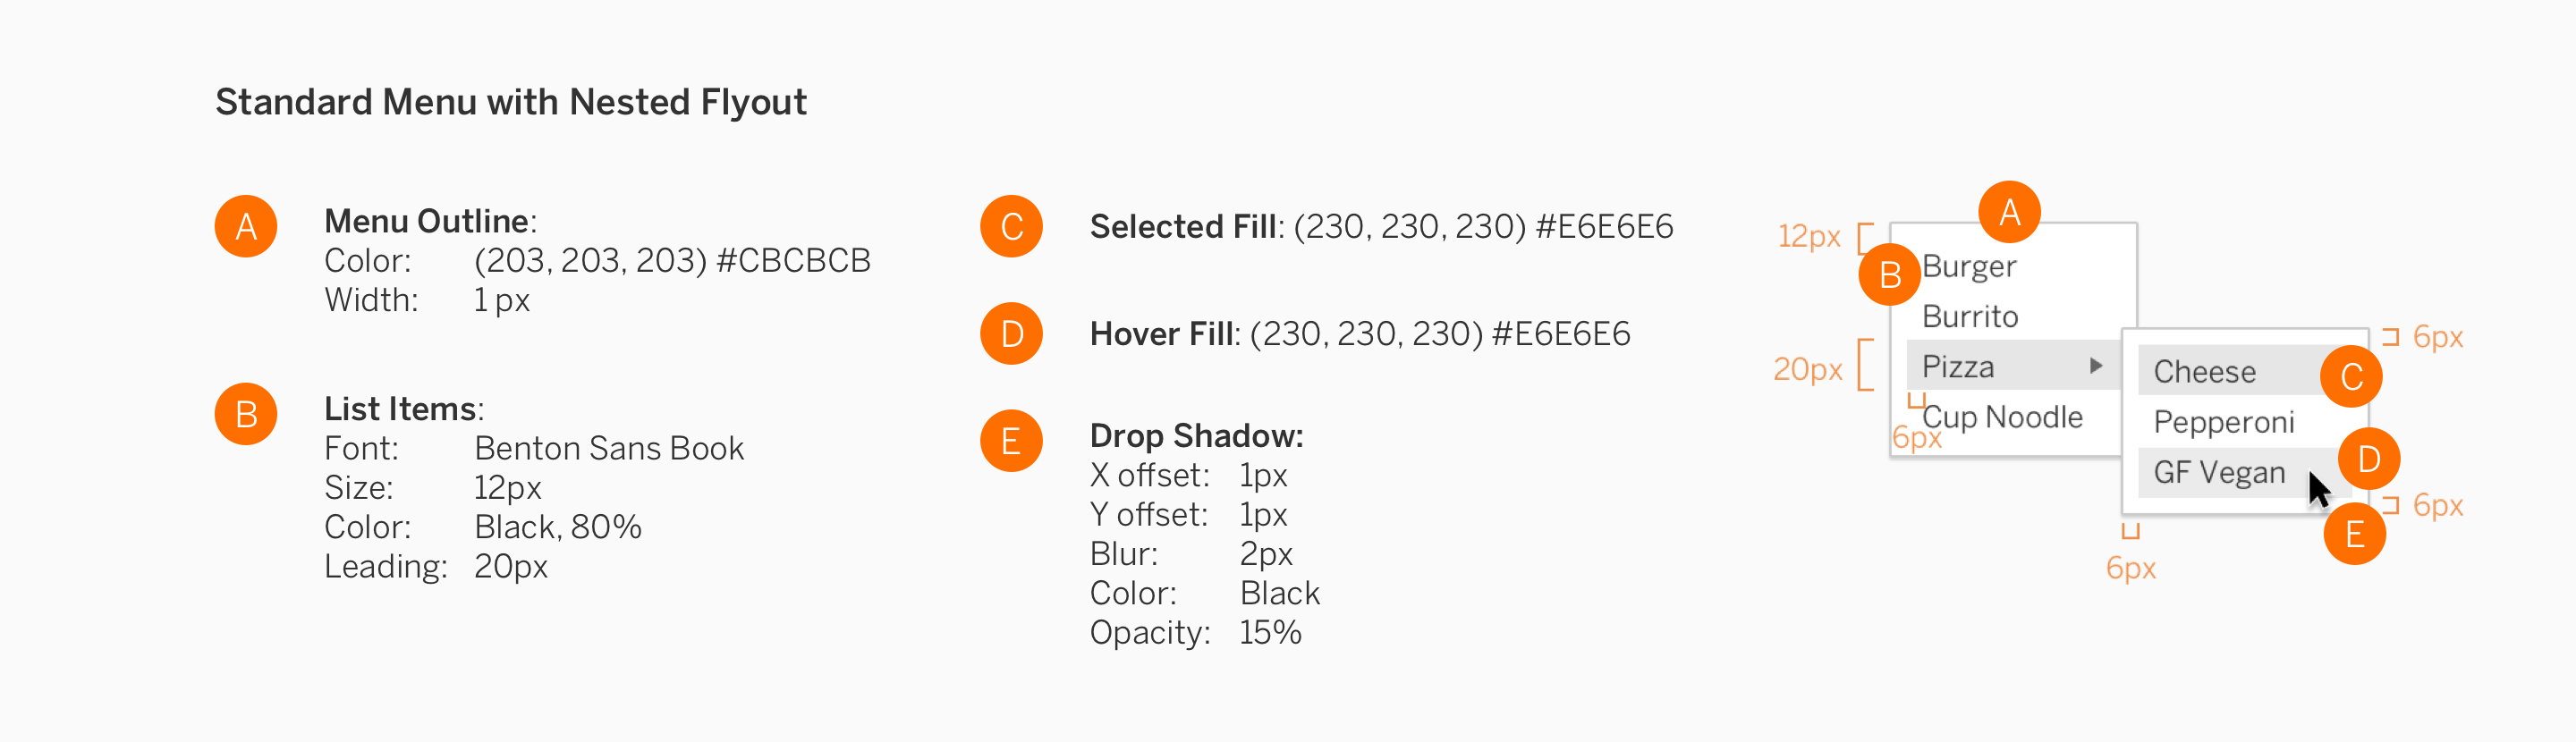 Standard Menu with Nested Flyout
A
Menu Outline:
Color: (203, 203, 203) #CBCBCB
Width: 1 px
B
List Items:
Font: Benton Sans Book
Size: 12px
Color: Black, 80%
Leading: 20px
C
Selected Fill: (230, 230, 230) #E6E6E6
D
Hover Fill: (230, 230, 230) #E6E6E6
E
Drop Shadow:
X offset: 1px
Y offset: 1px
Blur: 2px
Color: Black
Opacity: 15%
A
12px
B
Burger
Burrito
20px
Pizza
Cup Noodle
6px
6px
Cheese
C
Pepperoni
D
GF Vegan
6px
E
6px